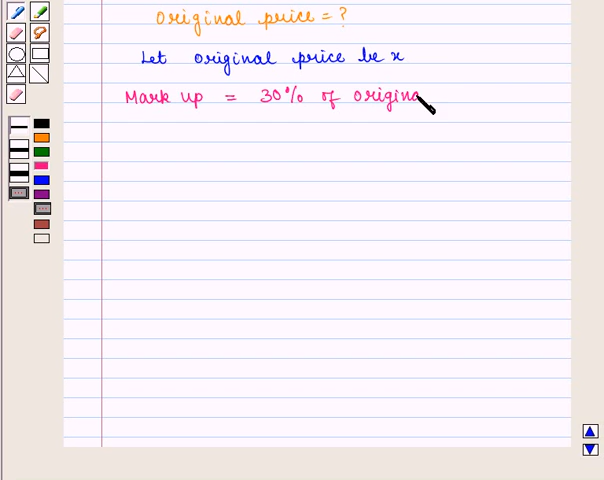 Original price = ?
Let original price be x
Mark up = 30% of origina